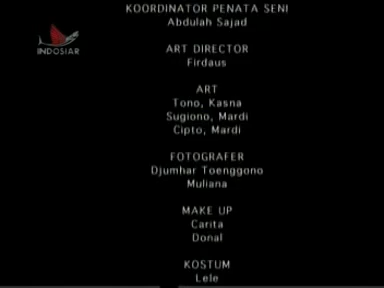 KOORDINATOR PENATA SENI
Abdulah Sajad
INDOSIAR
ART DIRECTOR
Firdaus
ART
Tono, Kasna
Sugiono, Mardi
Cipto, Mardi
FOTOGRAFER
Djumhar Toenggono
Muliana
MAKE UP
Carita
Donal
KOSTUM
Lele